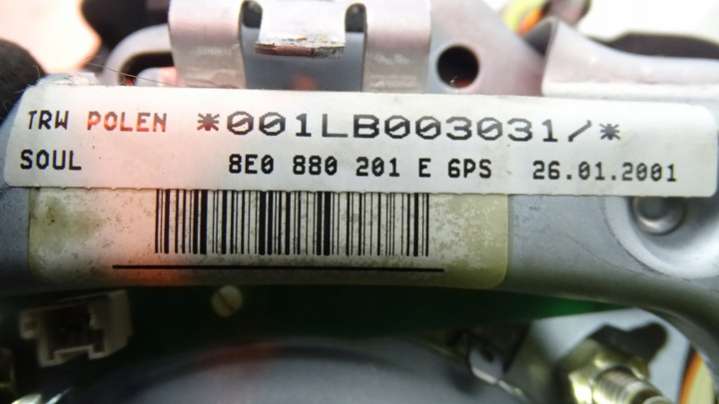 TRW POLEN *001LB003031/*
SOUL 8E0 880 201 E 6PS 26.01.2001